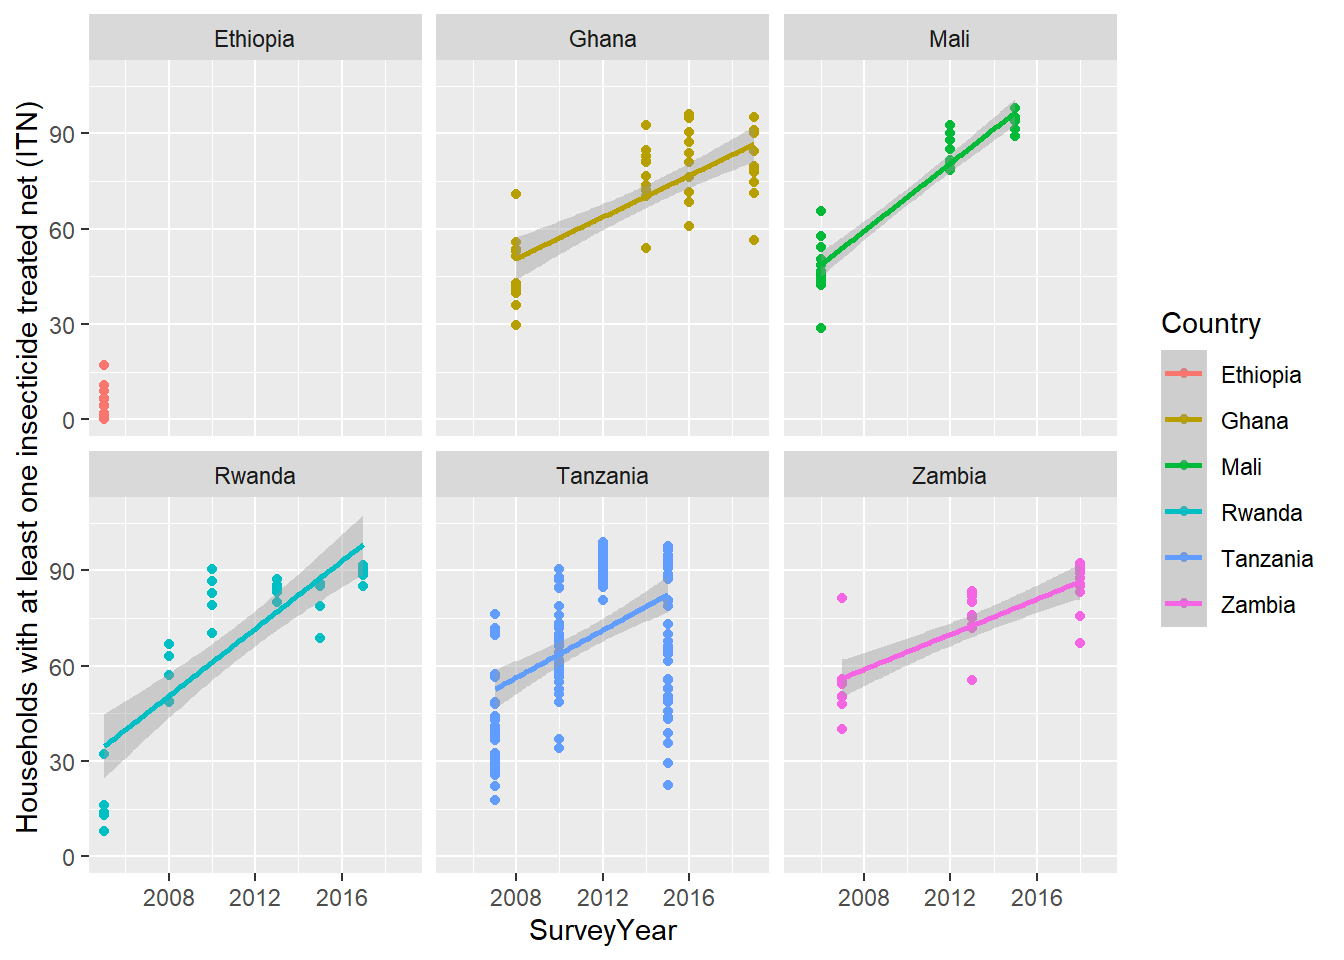 Ethiopia
Ghana
Mali
90
60
30
0
Rwanda
Tanzania
Zambia
90
60
30
0
2008
2012
2016
2008
2012
2016
2008
2012
2016
SurveyYear
Households with at least one insecticide treated net (ITN)
Country
Ethiopia
Ghana
Mali
Rwanda
Tanzania
Zambia